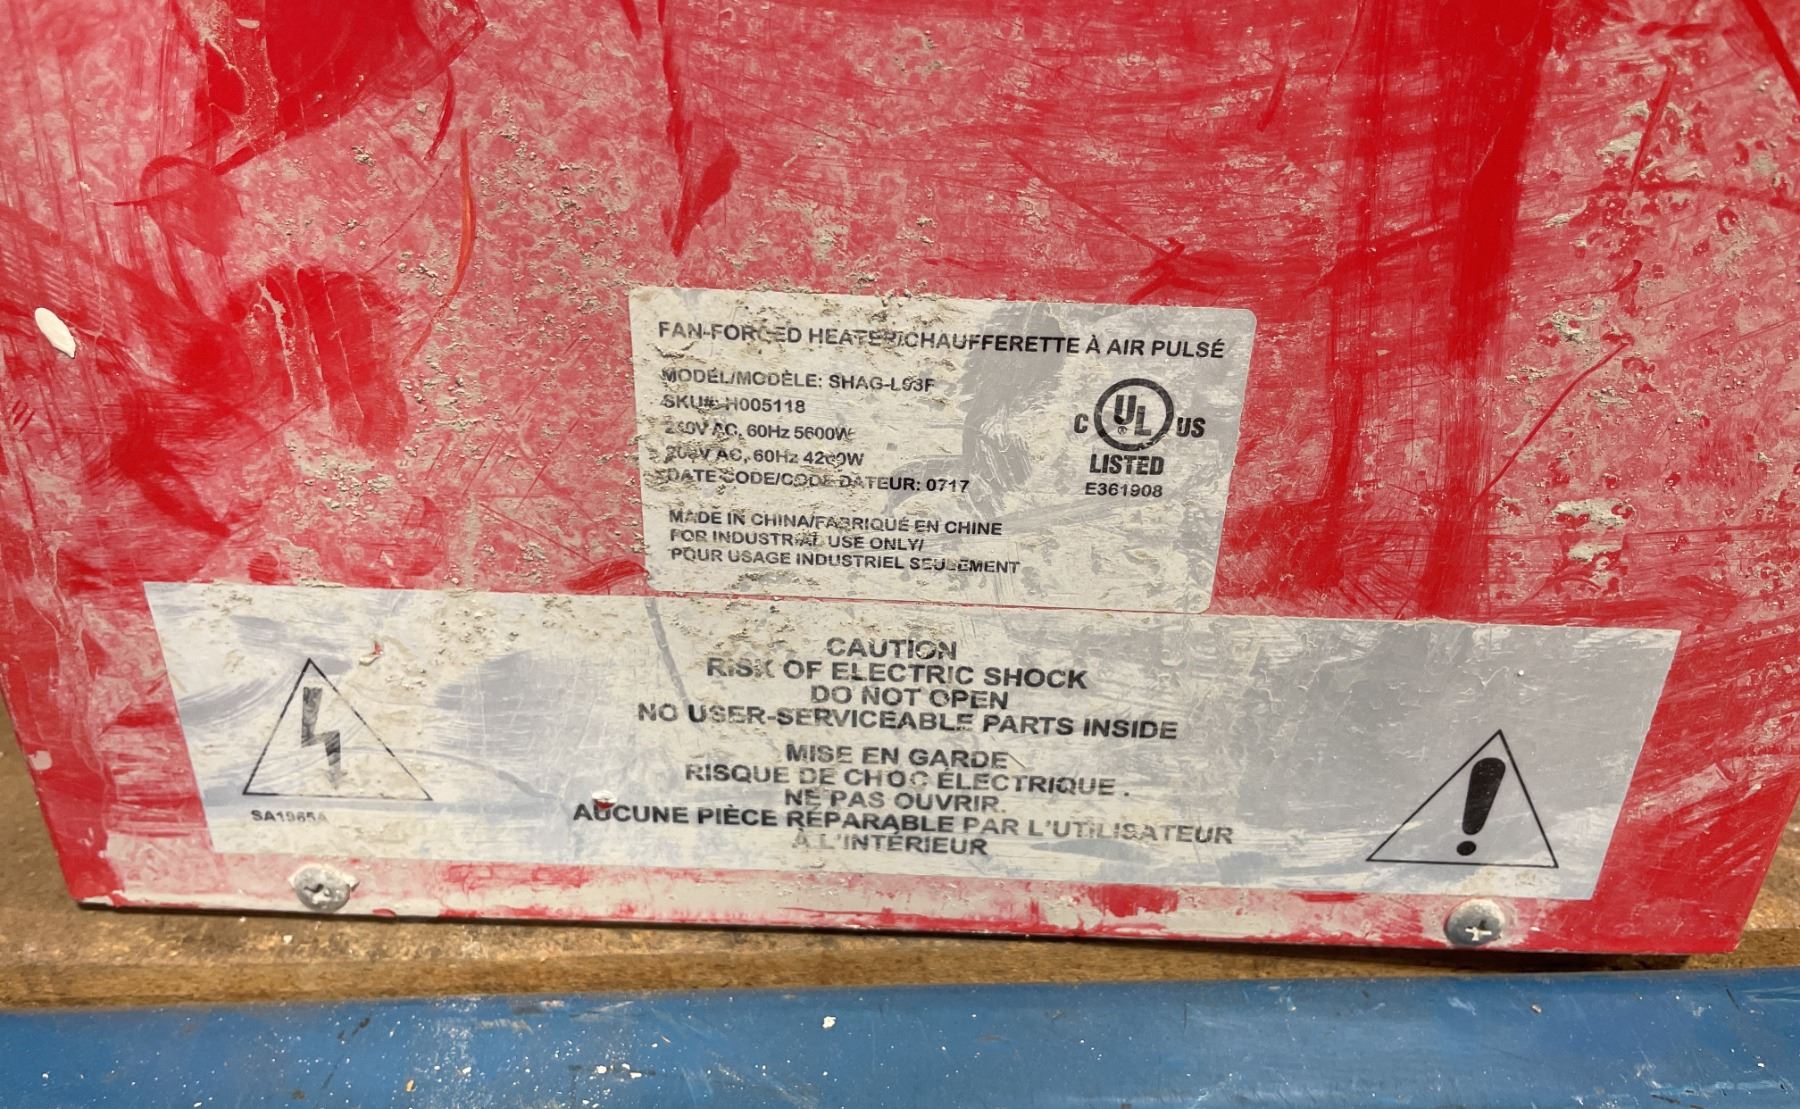 FAN-FORCED HEATER/CHAUFFERETTE À AIR PULSÉ
MODEL/MODÈLE: SHAG-L93F
SKU#: H005118
240V AC, 60Hz 5600W
208V AC, 60Hz 4200W
DATE CODE/CODE DATEUR: 0717
C UL US
LISTED
E361908
MADE IN CHINA/FABRIQUÉ EN CHINE
FOR INDUSTRIAL USE ONLY/
POUR USAGE INDUSTRIEL SEULEMENT
CAUTION
RISK OF ELECTRIC SHOCK
DO NOT OPEN
NO USER-SERVICEABLE PARTS INSIDE
MISE EN GARDE
RISQUE DE CHOC ÉLECTRIQUE .
NE PAS OUVRIR.
AUCUNE PIÈCE RÉPARABLE PAR L'UTILISATEUR
À L'INTÉRIEUR
SA1965A